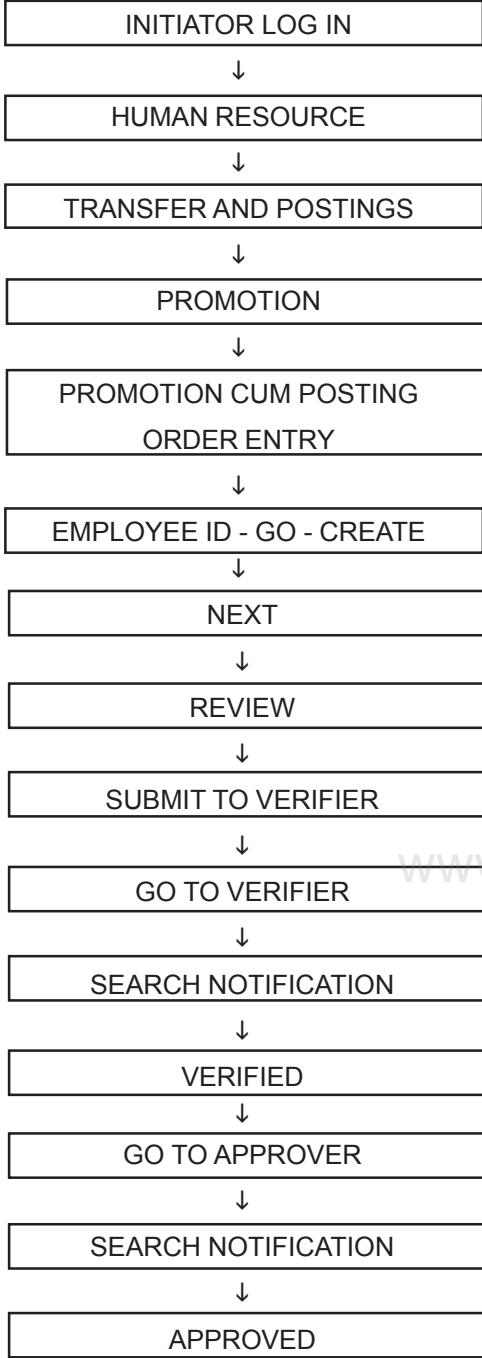 INITIATOR LOG IN
↓
HUMAN RESOURCE
↓
TRANSFER AND POSTINGS
↓
PROMOTION
↓
PROMOTION CUM POSTING
ORDER ENTRY
↓
EMPLOYEE ID - GO - CREATE
↓
NEXT
↓
REVIEW
↓
SUBMIT TO VERIFIER
↓
GO TO VERIFIER
↓
SEARCH NOTIFICATION
↓
VERIFIED
↓
GO TO APPROVER
↓
SEARCH NOTIFICATION
↓
APPROVED